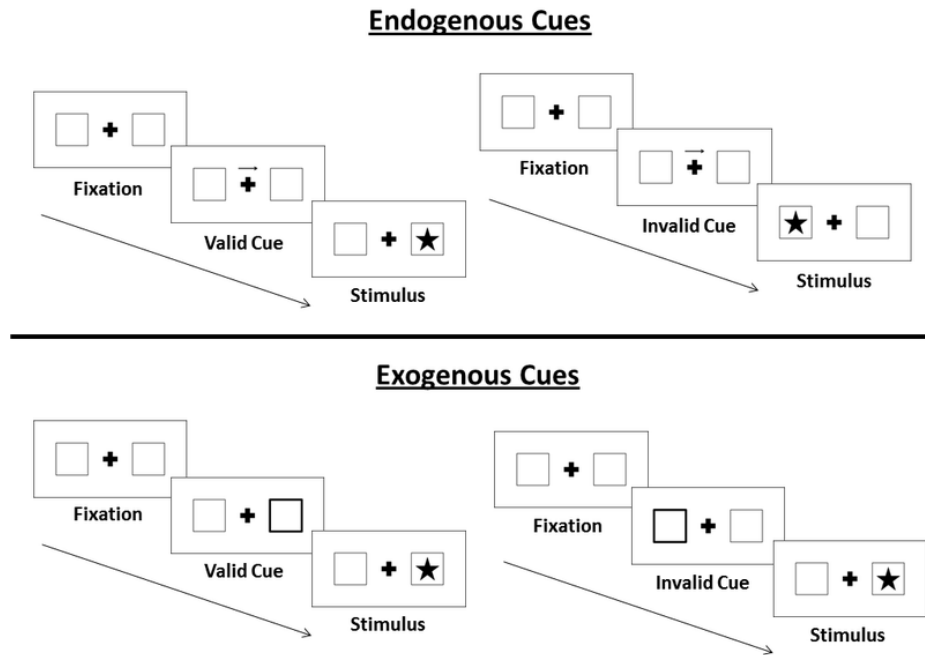 Endogenous Cues
Fixation
Valid Cue
Stimulus
Fixation
Invalid Cue
Stimulus
Exogenous Cues
Fixation
Valid Cue
Stimulus
Fixation
Invalid Cue
Stimulus